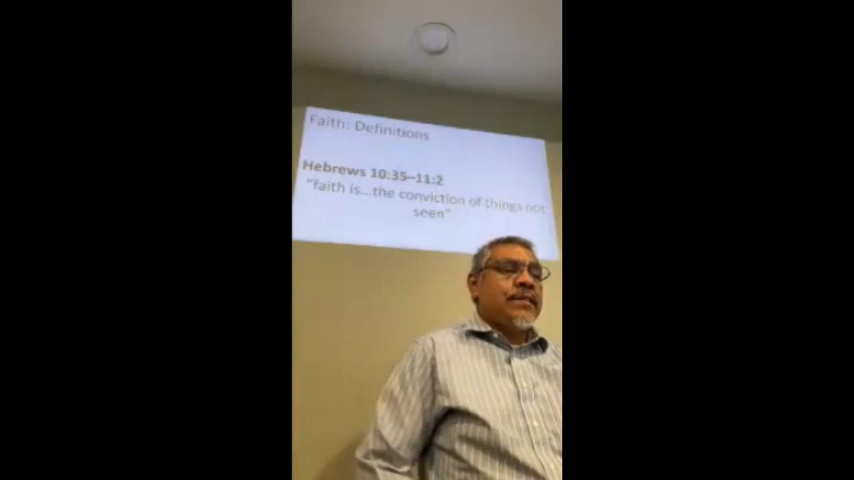 Faith: Definitions
Hebrews 10:35–11:2
“faith is...the conviction of things not
seen”